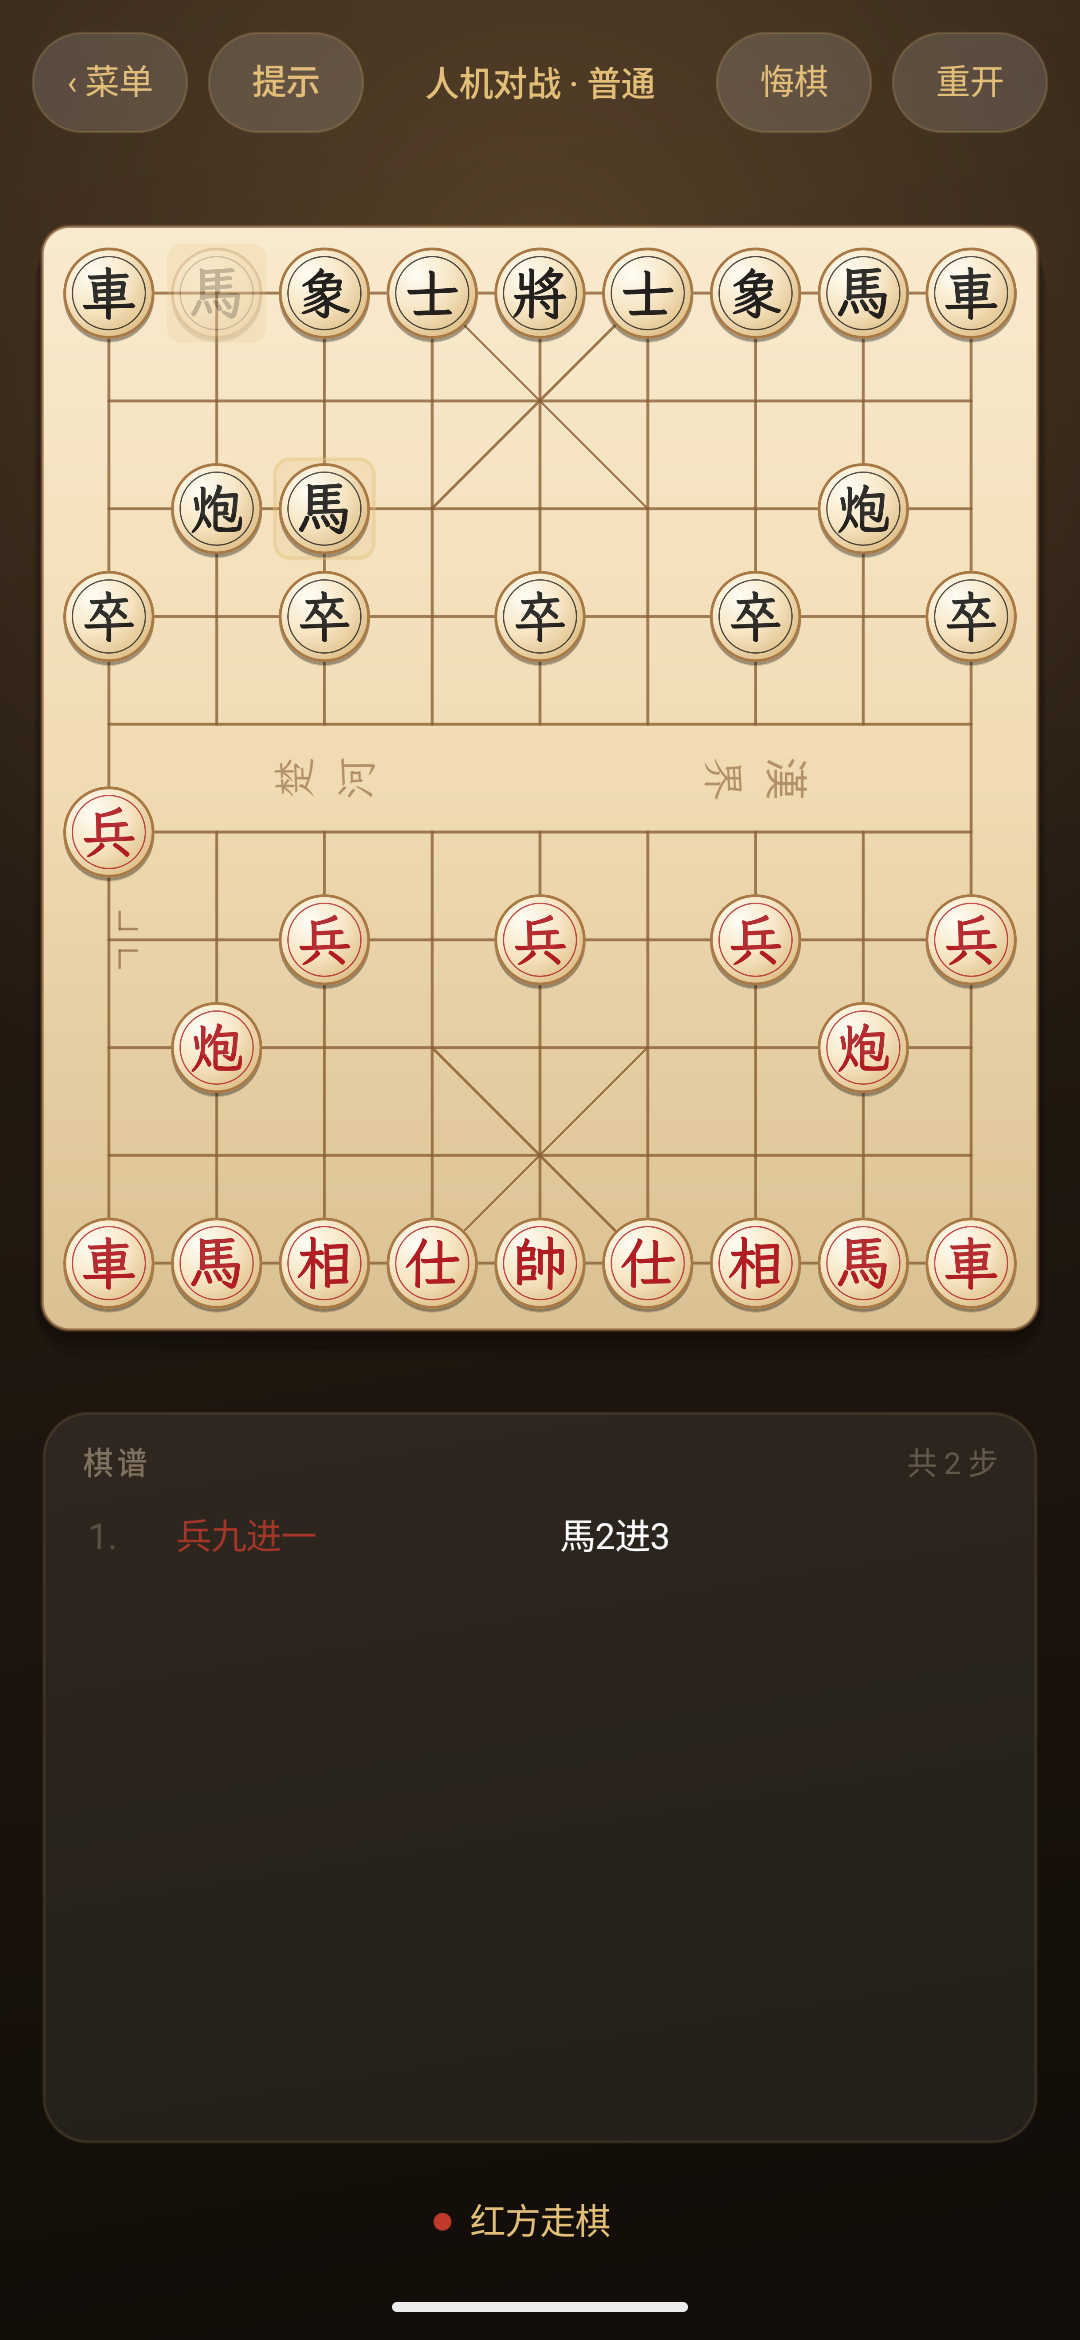 ‹ 菜单 提示 人机对战 · 普通 悔棋 重开
車 馬 象 士 將 士 象 馬 車
炮 馬 炮
卒 卒 卒 卒 卒
楚 河 界 漢
兵
兵 兵 兵 兵
炮 炮
車 馬 相 仕 帥 仕 相 馬 車
棋谱 共 2 步
1. 兵九进一 馬2进3
红方走棋